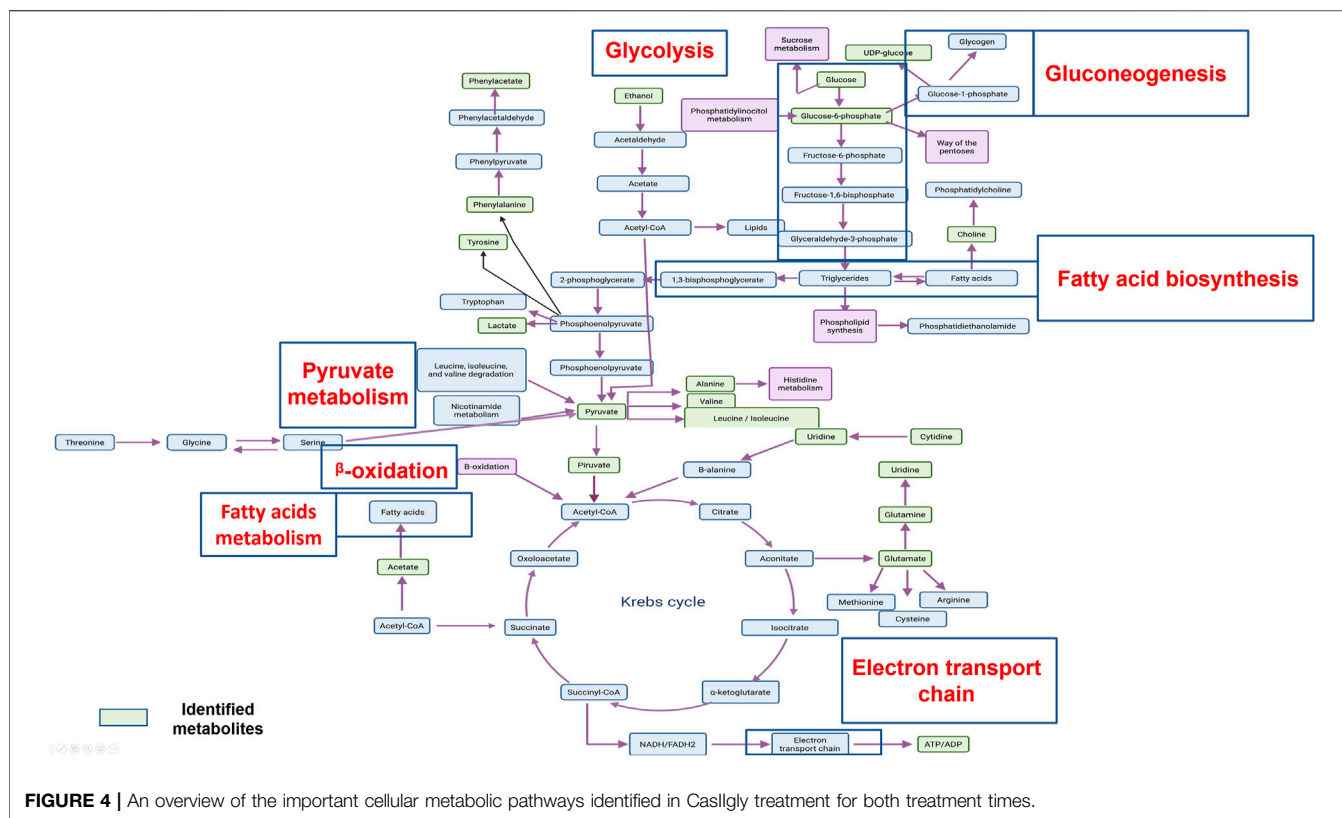 Glycolysis
Sucrose
metabolism
UDP-glucose
Glycogen
Gluconeogenesis
Phenylacetate
Ethanol
Glucose
Glucose-1-phosphate
Phenylacetaldehyde
Phosphatidylinocitol
metabolism
Glucose-6-phosphate
Acetaldehyde
Way of the
pentoses
Phenylpyruvate
Fructose-6-phosphate
Acetate
Fructose-1,6-bisphosphate
Phosphatidylcholine
Phenylalanine
Acetyl-CoA
Lipids
Glyceraldehyde-3-phosphate
Choline
Tyrosine
2-phosphoglycerate
1,3-bisphosphoglycerate
Triglycerides
Fatty acids
Fatty acid biosynthesis
Tryptophan
Lactate
Phosphoenolpyruvate
Phospholipid
synthesis
Phosphatidiethanolamide
Pyruvate
metabolism
Leucine, isoleucine,
and valine degradation
Phosphoenolpyruvate
Alanine
Histidine
metabolism
Nicotinamide
metabolism
Pyruvate
Valine
Leucine / Isoleucine
Threonine
Glycine
Serine
Uridine
Cytidine
β-oxidation
B-oxidation
Piruvate
B-alanine
Uridine
Fatty acids
metabolism
Fatty acids
Acetyl-CoA
Citrate
Glutamine
Oxoloacetate
Aconitate
Glutamate
Acetate
Krebs cycle
Methionine
Arginine
Cysteine
Acetyl-CoA
Succinate
Isocitrate
Electron transport
chain
Succinyl-CoA
α-ketoglutarate
Identified
metabolites
NADH/FADH2
Electron
transport chain
ATP/ADP
FIGURE 4 | An overview of the important cellular metabolic pathways identified in CasIIgly treatment for both treatment times.